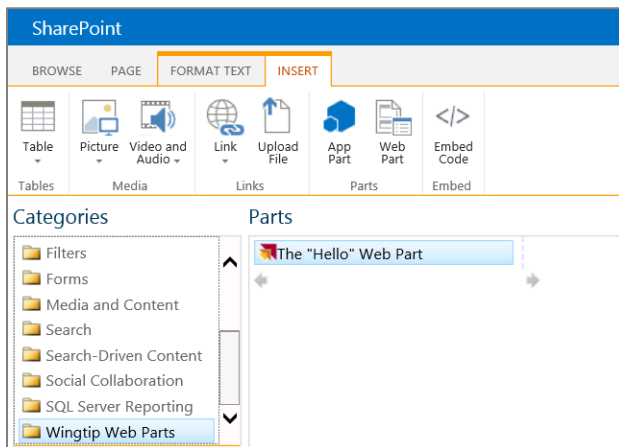 SharePoint
BROWSE PAGE FORMAT TEXT INSERT
Table Picture Video and Audio Link Upload File App Part Web Part Embed Code
Tables Media Links Parts Embed
Categories Parts
Filters The "Hello" Web Part
Forms
Media and Content
Search
Search-Driven Content
Social Collaboration
SQL Server Reporting
Wingtip Web Parts